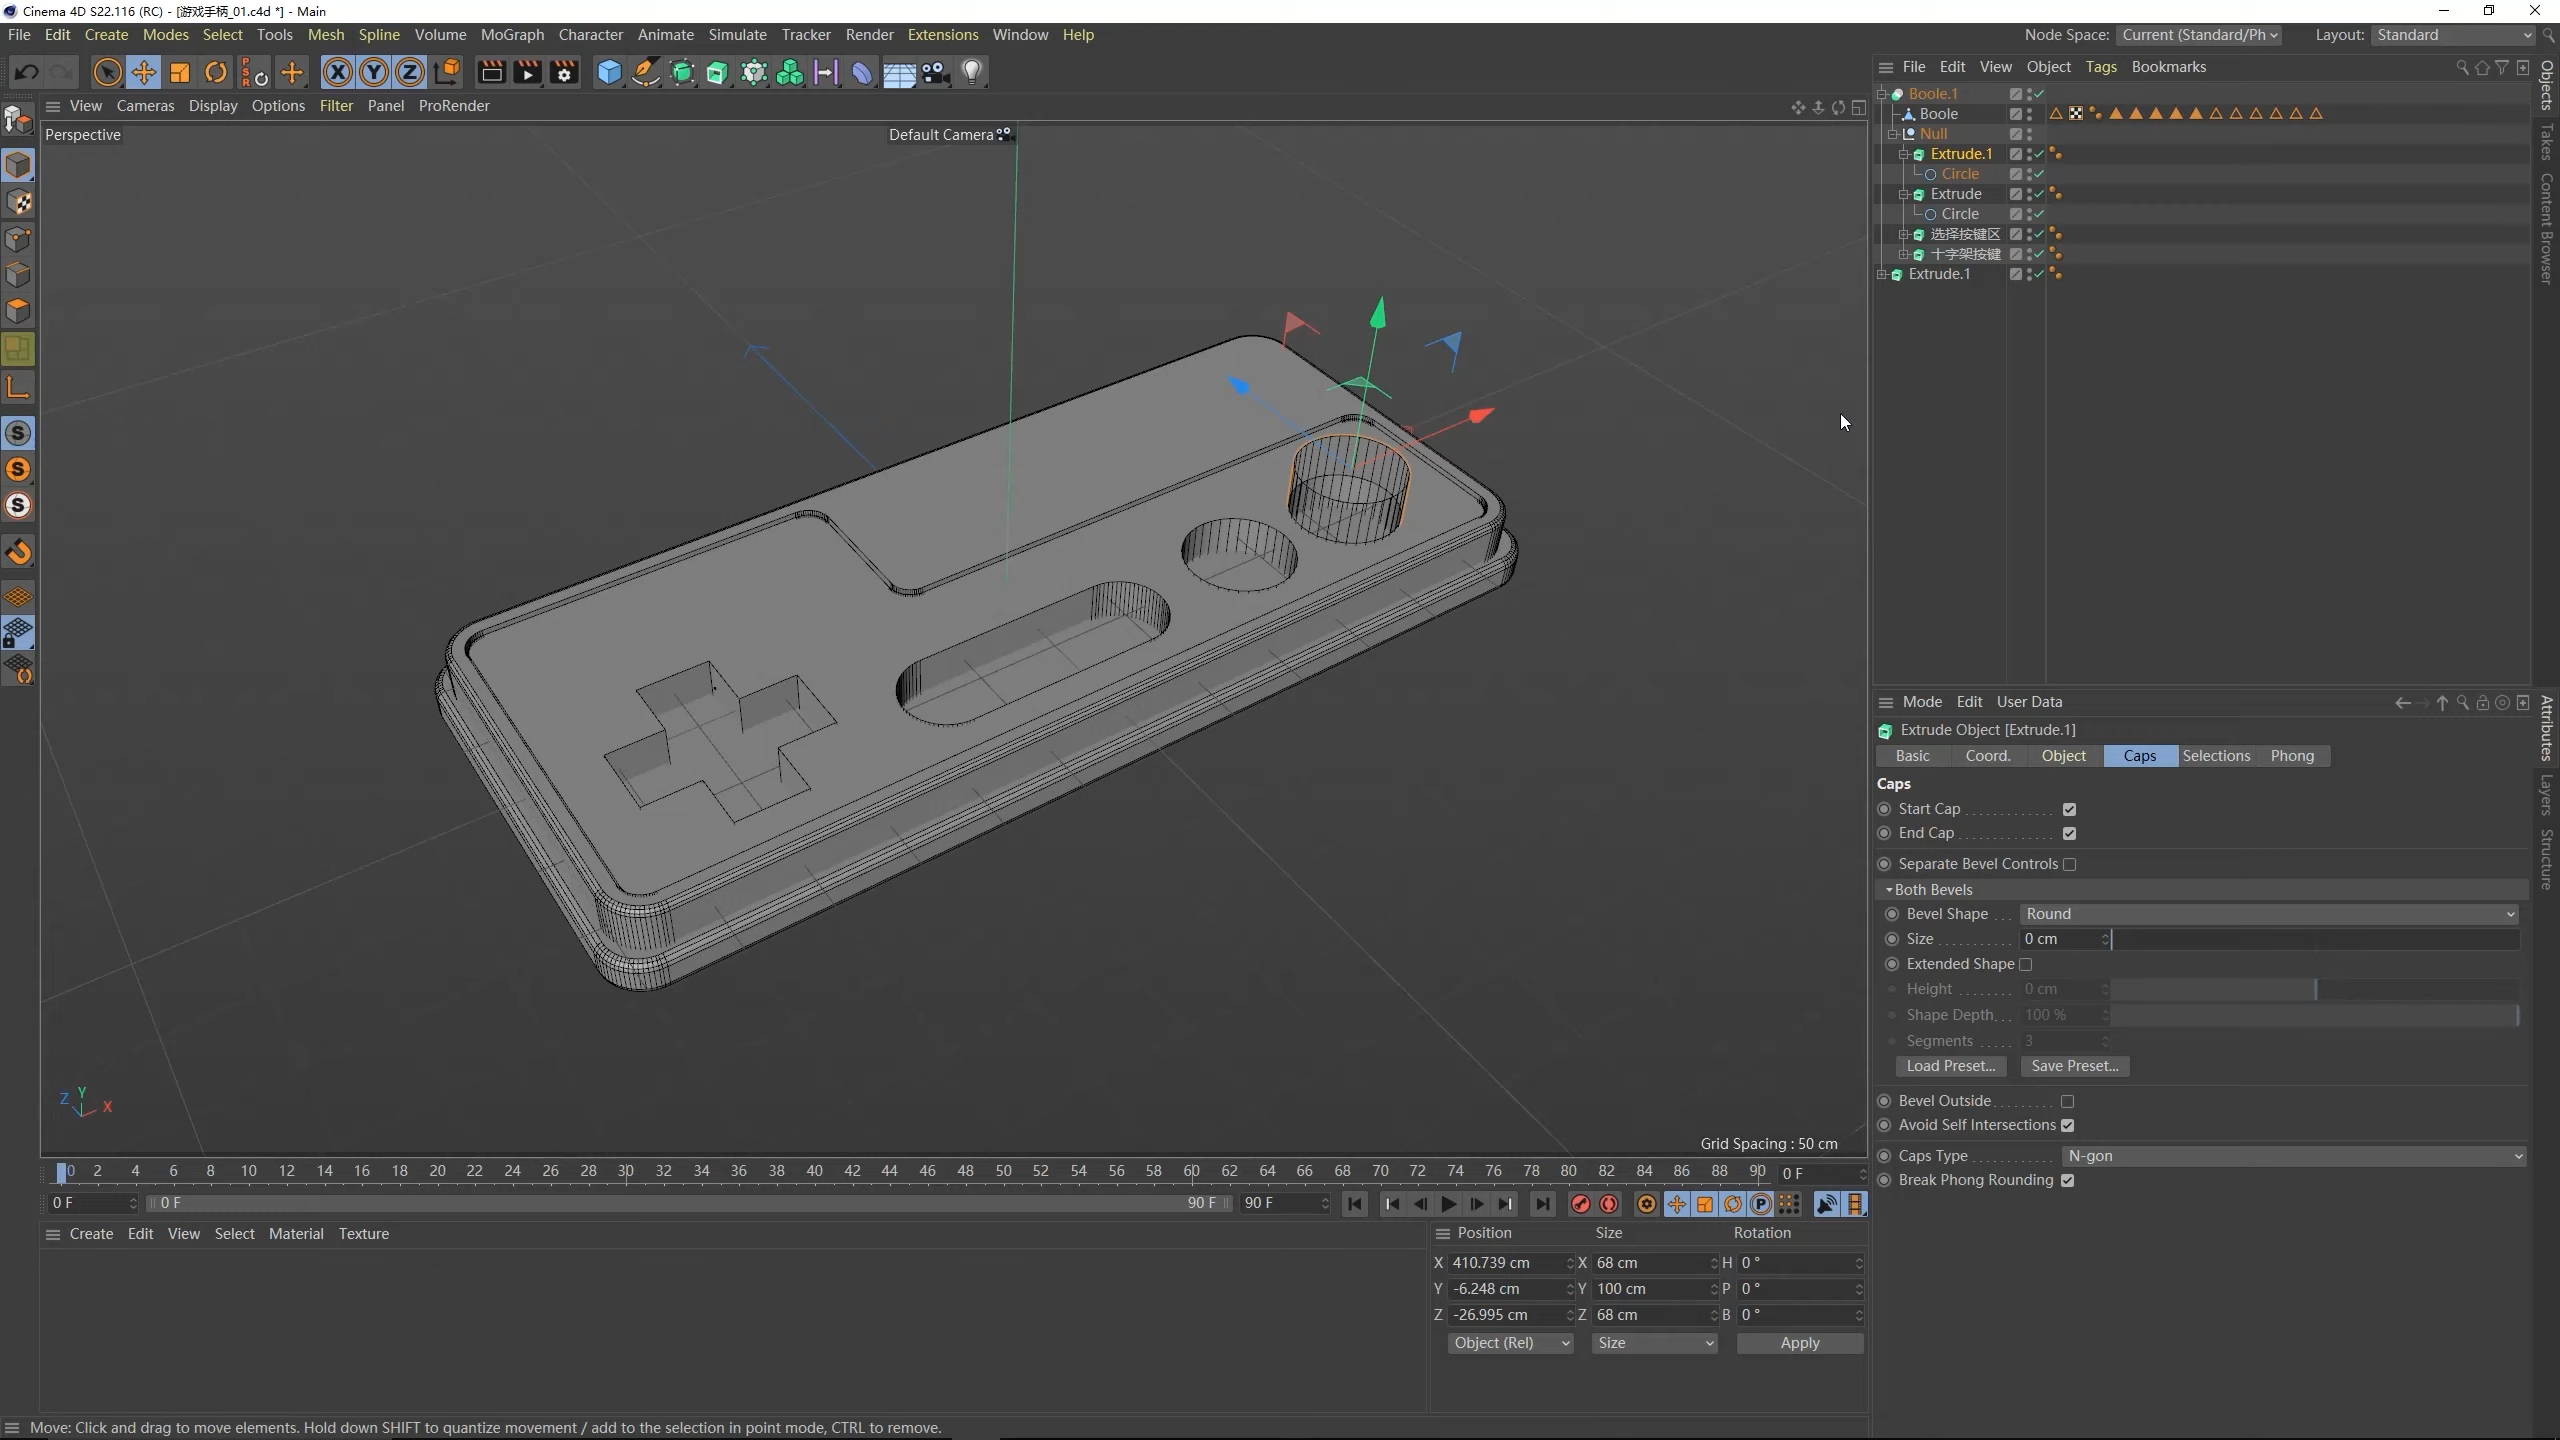 Cinema 4D S22.116 (RC) - [游戏手柄_01.c4d *] - Main
File Edit Create Modes Select Tools Mesh Spline Volume MoGraph Character Animate Simulate Tracker Render Extensions Window Help
Node Space: Current (Standard/Ph Layout: Standard
View Cameras Display Options Filter Panel ProRender
Perspective
Default Camera
Grid Spacing : 50 cm
Z Y X
File Edit View Object Tags Bookmarks
Boole.1
Boole
Null
Extrude.1
Circle
Extrude
Circle
选择按键区
十字架按键
Extrude.1
Objects
Takes
Content Browser
Mode Edit User Data
Extrude Object [Extrude.1]
Basic Coord. Object Caps Selections Phong
Caps
Start Cap
End Cap
Separate Bevel Controls
Both Bevels
Bevel Shape Round
Size 0 cm
Extended Shape
Height 0 cm
Shape Depth 100 %
Segments 3
Load Preset... Save Preset...
Bevel Outside
Avoid Self Intersections
Caps Type N-gon
Break Phong Rounding
Attributes
Layers
Structure
0 2 4 6 8 10 12 14 16 18 20 22 24 26 28 30 32 34 36 38 40 42 44 46 48 50 52 54 56 58 60 62 64 66 68 70 72 74 76 78 80 82 84 86 88 90 0 F
0 F 0 F 90 F 90 F
Create Edit View Select Material Texture
Position Size Rotation
X 410.739 cm X 68 cm H 0 °
Y -6.248 cm Y 100 cm P 0 °
Z -26.995 cm Z 68 cm B 0 °
Object (Rel) Size Apply
Move: Click and drag to move elements. Hold down SHIFT to quantize movement / add to the selection in point mode, CTRL to remove.